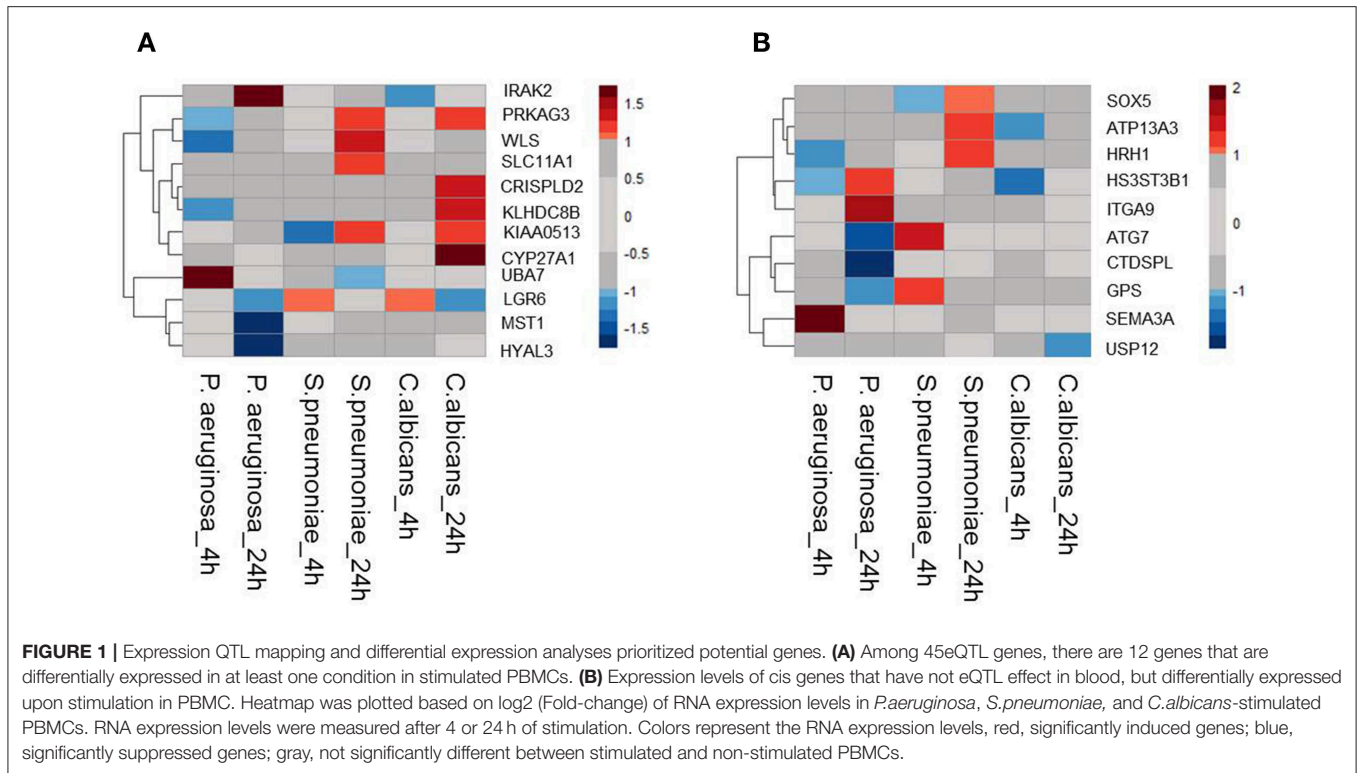 A
B
IRAK2
PRKAG3
WLS
SLC11A1
CRISPLD2
KLHDC8B
KIAA0513
CYP27A1
UBA7
LGR6
MST1
HYAL3
1.5
1
0.5
0
-0.5
-1
-1.5
P. aeruginosa_4h
P. aeruginosa_24h
S.pneumoniae_4h
S.pneumoniae_24h
C.albicans_4h
C.albicans_24h
SOX5
ATP13A3
HRH1
HS3ST3B1
ITGA9
ATG7
CTDSPL
GPS
SEMA3A
USP12
2
1
0
-1
P. aeruginosa_4h
P. aeruginosa_24h
S.pneumoniae_4h
S.pneumoniae_24h
C.albicans_4h
C.albicans_24h
FIGURE 1 | Expression QTL mapping and differential expression analyses prioritized potential genes. (A) Among 45eQTL genes, there are 12 genes that are
differentially expressed in at least one condition in stimulated PBMCs. (B) Expression levels of cis genes that have not eQTL effect in blood, but differentially expressed
upon stimulation in PBMC. Heatmap was plotted based on log2 (Fold-change) of RNA expression levels in P.aeruginosa, S.pneumoniae, and C.albicans-stimulated
PBMCs. RNA expression levels were measured after 4 or 24 h of stimulation. Colors represent the RNA expression levels, red, significantly induced genes; blue,
significantly suppressed genes; gray, not significantly different between stimulated and non-stimulated PBMCs.